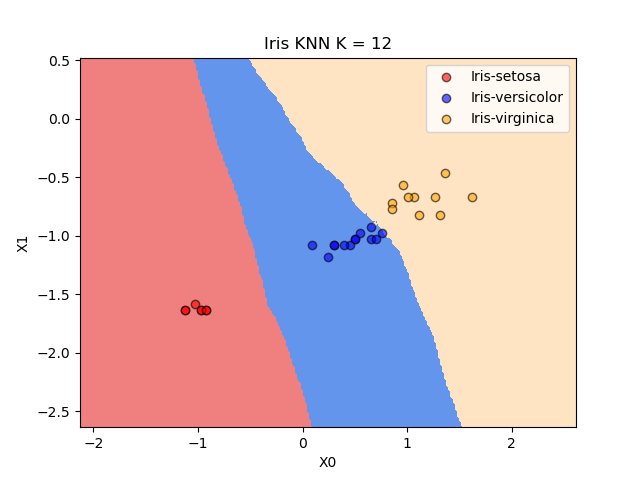 Iris KNN K = 12
Iris-setosa
Iris-versicolor
Iris-virginica
0.5
0.0
−0.5
−1.0
−1.5
−2.0
−2.5
X1
−2
−1
0
1
2
X0